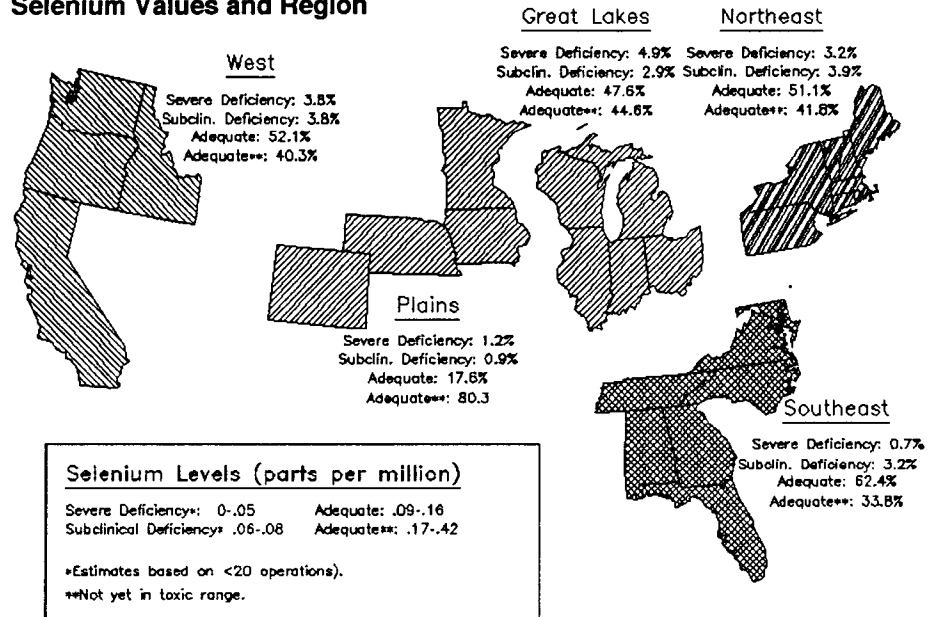 Selenium Values and Region
West
Severe Deficiency: 3.8%
Subclin. Deficiency: 3.8%
Adequate: 52.1%
Adequate**: 40.3%
Great Lakes
Severe Deficiency: 4.9%
Subclin. Deficiency: 2.9%
Adequate: 47.6%
Adequate**: 44.6%
Northeast
Severe Deficiency: 3.2%
Subclin. Deficiency: 3.9%
Adequate: 51.1%
Adequate**: 41.8%
Plains
Severe Deficiency: 1.2%
Subclin. Deficiency: 0.9%
Adequate: 17.6%
Adequate**: 80.3
Southeast
Severe Deficiency: 0.7%
Subclin. Deficiency: 3.2%
Adequate: 62.4%
Adequate**: 33.8%
Selenium Levels (parts per million)
Severe Deficiency*: 0-.05 Adequate: .09-.16
Subclinical Deficiency* .06-.08 Adequate**: .17-.42
*Estimates based on <20 operations).
**Not yet in toxic range.